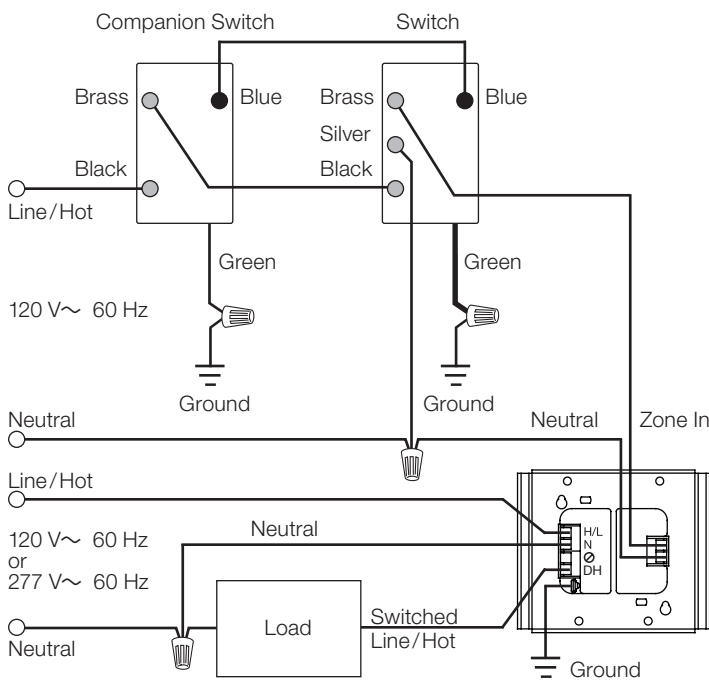 Companion Switch
Switch
Brass
Blue
Brass
Blue
Silver
Black
Black
Line/Hot
Green
Green
120 V~ 60 Hz
Ground
Ground
Neutral
Neutral
Zone In
Line/Hot
Neutral
H/L
N
DH
120 V~ 60 Hz
or
277 V~ 60 Hz
Load
Switched
Line/Hot
Neutral
Ground